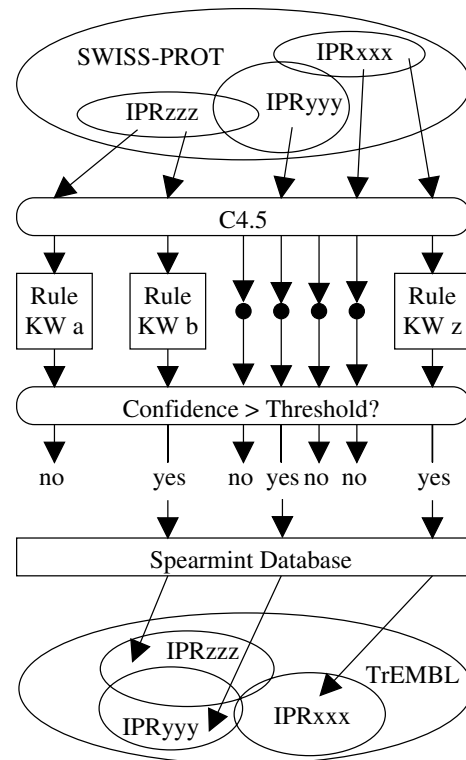 SWISS-PROT
IPRxxx
IPRyyy
IPRzzz
C4.5
Rule
KW a
Rule
KW b
Rule
KW z
Confidence > Threshold?
no yes no yes no no yes
Spearmint Database
IPRzzz
TrEMBL
IPRyyy
IPRxxx